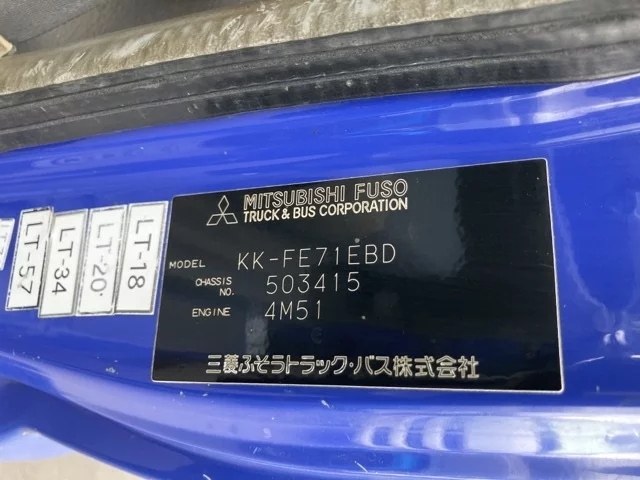 MITSUBISHI FUSO
TRUCK & BUS CORPORATION
MODEL KK-FE71EBD
CHASSIS NO. 503415
ENGINE 4M51
三菱ふそうトラック・バス株式会社
LT-57
LT-34
LT-20
LT-18